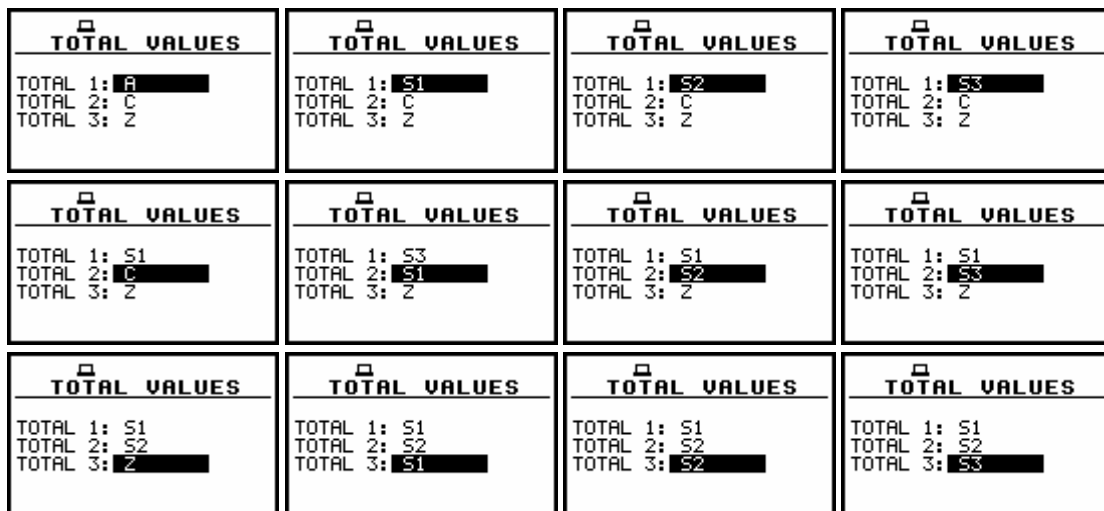 TOTAL VALUES
TOTAL 1: A
TOTAL 2: C
TOTAL 3: Z
TOTAL VALUES
TOTAL 1: S1
TOTAL 2: C
TOTAL 3: Z
TOTAL VALUES
TOTAL 1: S2
TOTAL 2: C
TOTAL 3: Z
TOTAL VALUES
TOTAL 1: S3
TOTAL 2: C
TOTAL 3: Z
TOTAL VALUES
TOTAL 1: S1
TOTAL 2: C
TOTAL 3: Z
TOTAL VALUES
TOTAL 1: S3
TOTAL 2: S1
TOTAL 3: Z
TOTAL VALUES
TOTAL 1: S1
TOTAL 2: S2
TOTAL 3: Z
TOTAL VALUES
TOTAL 1: S1
TOTAL 2: S3
TOTAL 3: Z
TOTAL VALUES
TOTAL 1: S1
TOTAL 2: S2
TOTAL 3: Z
TOTAL VALUES
TOTAL 1: S1
TOTAL 2: S2
TOTAL 3: S1
TOTAL VALUES
TOTAL 1: S1
TOTAL 2: S2
TOTAL 3: S2
TOTAL VALUES
TOTAL 1: S1
TOTAL 2: S2
TOTAL 3: S3